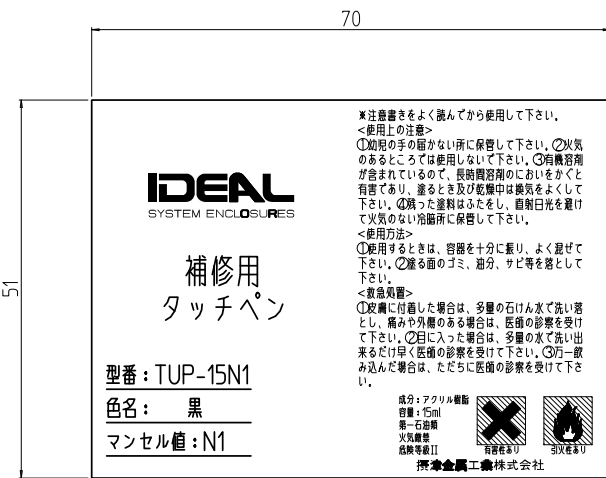 70
51
IDEAL
SYSTEM ENCLOSURES
補修用
タッチペン
型番：TUP-15N1
色名： 黒
マンセル値：N1
※注意書きをよく読んでから使用して下さい。
<使用上の注意>
①幼児の手の届かない所に保管して下さい。②火気
のあるところでは使用しないで下さい。③有機溶剤
が含まれているので、長時間溶剤のにおいをかぐと
有害であり、塗るとき及び乾燥中は換気をよくして
下さい。④残った塗料はふたをし、直射日光を避け
て火気のない冷暗所に保管して下さい。
<使用方法>
①使用するときは、容器を十分に振り、よく混ぜて
下さい。②塗る面のゴミ、油分、サビ等を落として
下さい。
<救急処置>
①皮膚に付着した場合は、多量の石けん水で洗い落
とし、痛みや外傷のある場合は、医師の診察を受け
て下さい。②目に入った場合は、多量の水で洗い出
来るだけ早く医師の診察を受けて下さい。③万一飲
み込んだ場合は、ただちに医師の診察を受けて下さ
い。
成分：アクリル樹脂
容量：15ml
第一石油類
火気厳禁
危険等級II
有害性あり
引火性あり
摂津金属工業株式会社